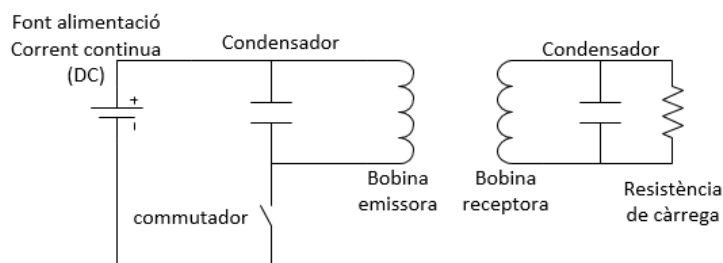 Font alimentació
Corrent continua
(DC)
+
Condensador
Condensador
Bobina
emissora
Bobina
receptora
Resistència
de càrrega
commutador